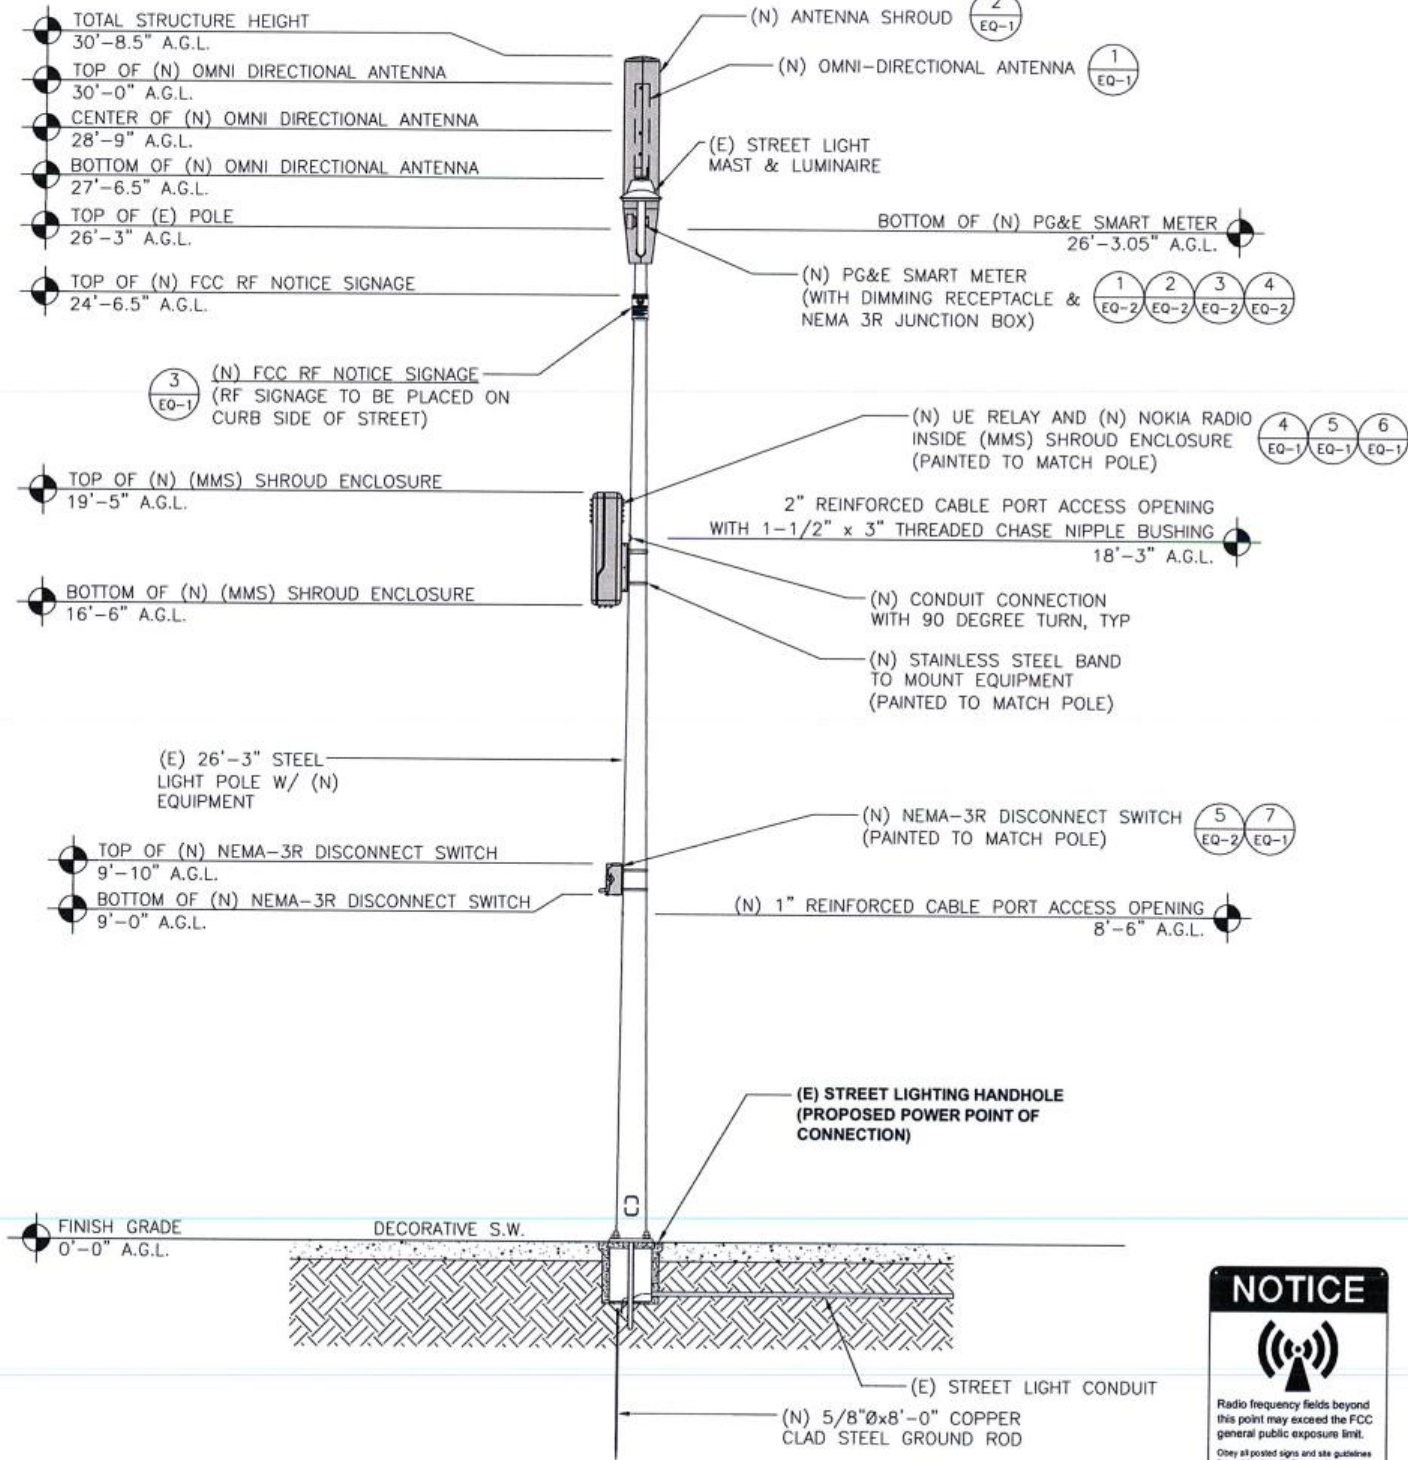 TOTAL STRUCTURE HEIGHT
30'-8.5" A.G.L.
TOP OF (N) OMNI DIRECTIONAL ANTENNA
30'-0" A.G.L.
CENTER OF (N) OMNI DIRECTIONAL ANTENNA
28'-9" A.G.L.
BOTTOM OF (N) OMNI DIRECTIONAL ANTENNA
27'-6.5" A.G.L.
TOP OF (E) POLE
26'-3" A.G.L.
TOP OF (N) FCC RF NOTICE SIGNAGE
24'-6.5" A.G.L.
(N) ANTENNA SHROUD
2
EQ-1
(N) OMNI-DIRECTIONAL ANTENNA
1
EQ-1
(E) STREET LIGHT
MAST & LUMINAIRE
BOTTOM OF (N) PG&E SMART METER
26'-3.05" A.G.L.
(N) PG&E SMART METER
(WITH DIMMING RECEPTACLE &
NEMA 3R JUNCTION BOX)
1 2 3 4
EQ-2 EQ-2 EQ-2 EQ-2
3
EQ-1
(N) FCC RF NOTICE SIGNAGE
(RF SIGNAGE TO BE PLACED ON
CURB SIDE OF STREET)
(N) UE RELAY AND (N) NOKIA RADIO
INSIDE (MMS) SHROUD ENCLOSURE
(PAINTED TO MATCH POLE)
4 5 6
EQ-1 EQ-1 EQ-1
TOP OF (N) (MMS) SHROUD ENCLOSURE
19'-5" A.G.L.
2" REINFORCED CABLE PORT ACCESS OPENING
WITH 1-1/2" x 3" THREADED CHASE NIPPLE BUSHING
18'-3" A.G.L.
BOTTOM OF (N) (MMS) SHROUD ENCLOSURE
16'-6" A.G.L.
(N) CONDUIT CONNECTION
WITH 90 DEGREE TURN, TYP
(N) STAINLESS STEEL BAND
TO MOUNT EQUIPMENT
(PAINTED TO MATCH POLE)
(E) 26'-3" STEEL
LIGHT POLE W/ (N)
EQUIPMENT
(N) NEMA-3R DISCONNECT SWITCH
(PAINTED TO MATCH POLE)
5 7
EQ-2 EQ-1
TOP OF (N) NEMA-3R DISCONNECT SWITCH
9'-10" A.G.L.
BOTTOM OF (N) NEMA-3R DISCONNECT SWITCH
9'-0" A.G.L.
(N) 1" REINFORCED CABLE PORT ACCESS OPENING
8'-6" A.G.L.
(E) STREET LIGHTING HANDHOLE
(PROPOSED POWER POINT OF
CONNECTION)
FINISH GRADE
0'-0" A.G.L.
DECORATIVE S.W.
(E) STREET LIGHT CONDUIT
(N) 5/8"Øx8'-0" COPPER
CLAD STEEL GROUND ROD
NOTICE
Radio frequency fields beyond
this point may exceed the FCC
general public exposure limit.
Obey all posted signs and site guidelines